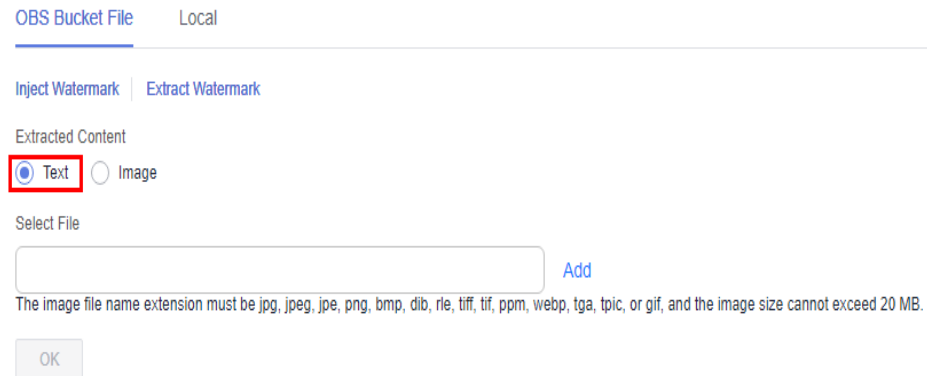 OBS Bucket File Local
Inject Watermark Extract Watermark
Extracted Content
Text Image
Select File
Add
The image file name extension must be jpg, jpeg, jpe, png, bmp, dib, rle, tiff, tif, ppm, webp, tga, tpic, or gif, and the image size cannot exceed 20 MB.
OK